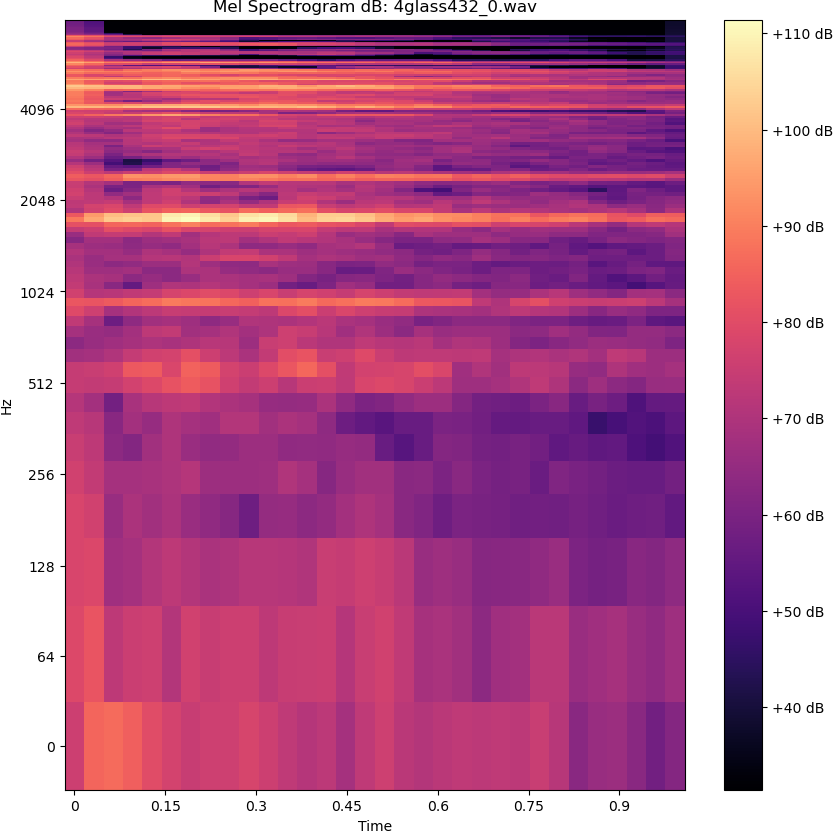 Mel Spectrogram dB: 4glass432_0.wav
+110 dB
4096
+100 dB
2048
+90 dB
1024
+80 dB
512
Hz
+70 dB
256
+60 dB
128
+50 dB
64
+40 dB
0
0 0.15 0.3 0.45 0.6 0.75 0.9
Time